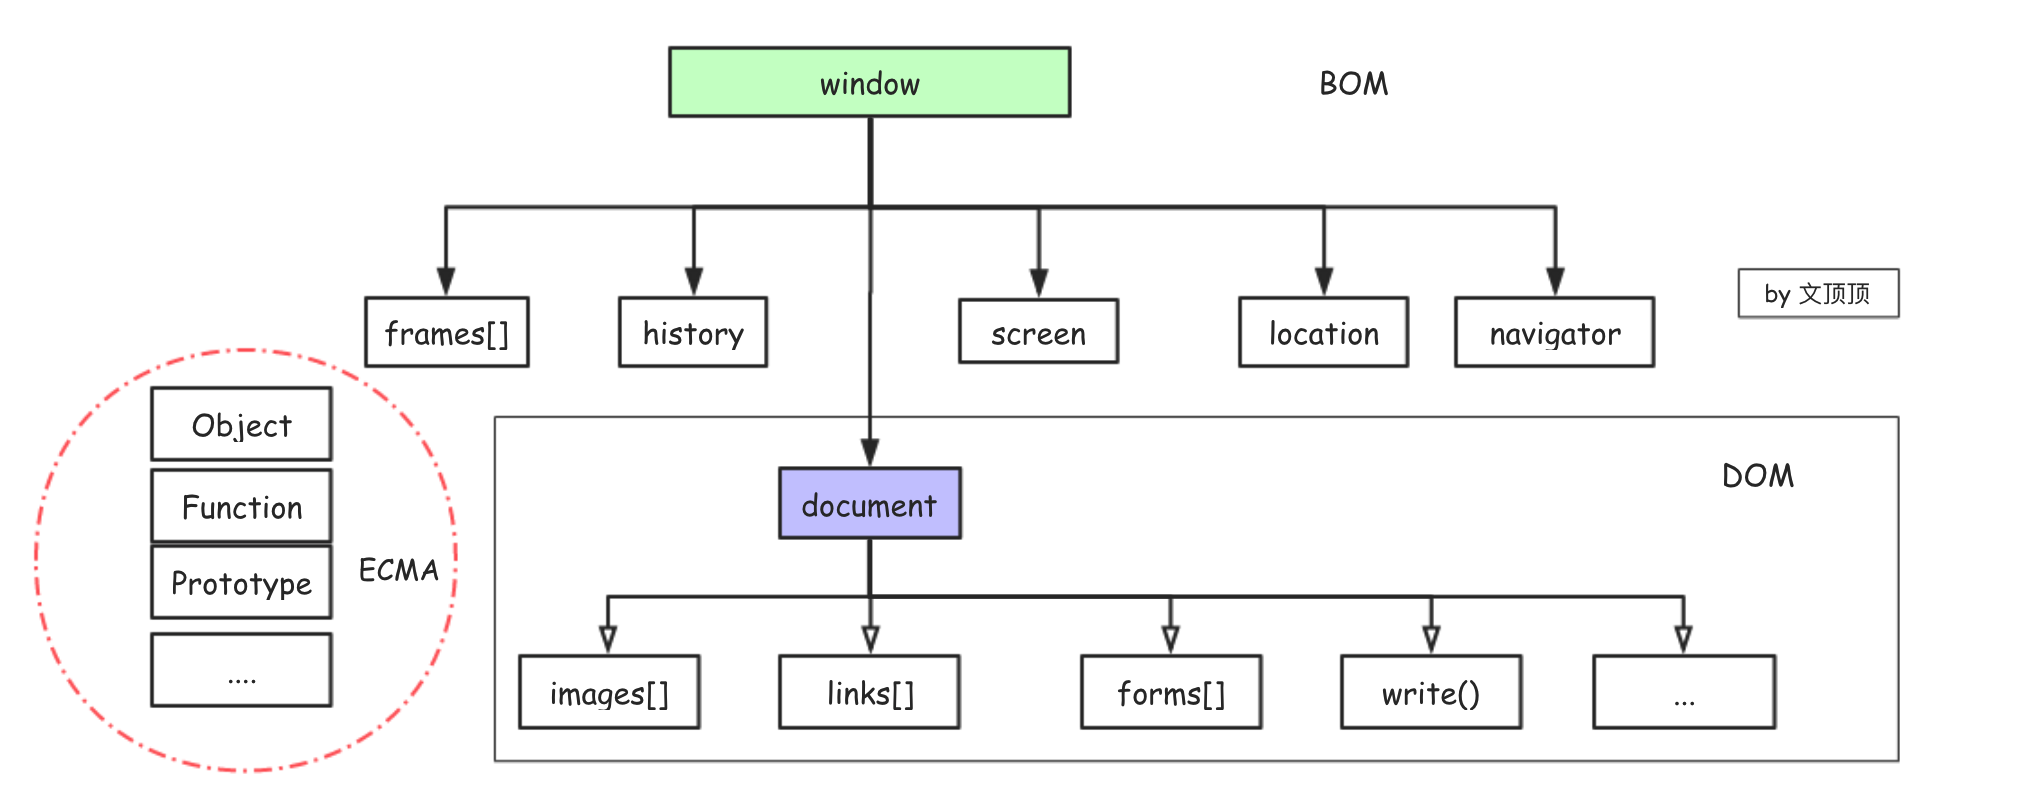 window
BOM
frames[]
history
screen
location
navigator
by 文顶顶
Object
Function
Prototype
....
ECMA
DOM
document
images[]
links[]
forms[]
write()
...